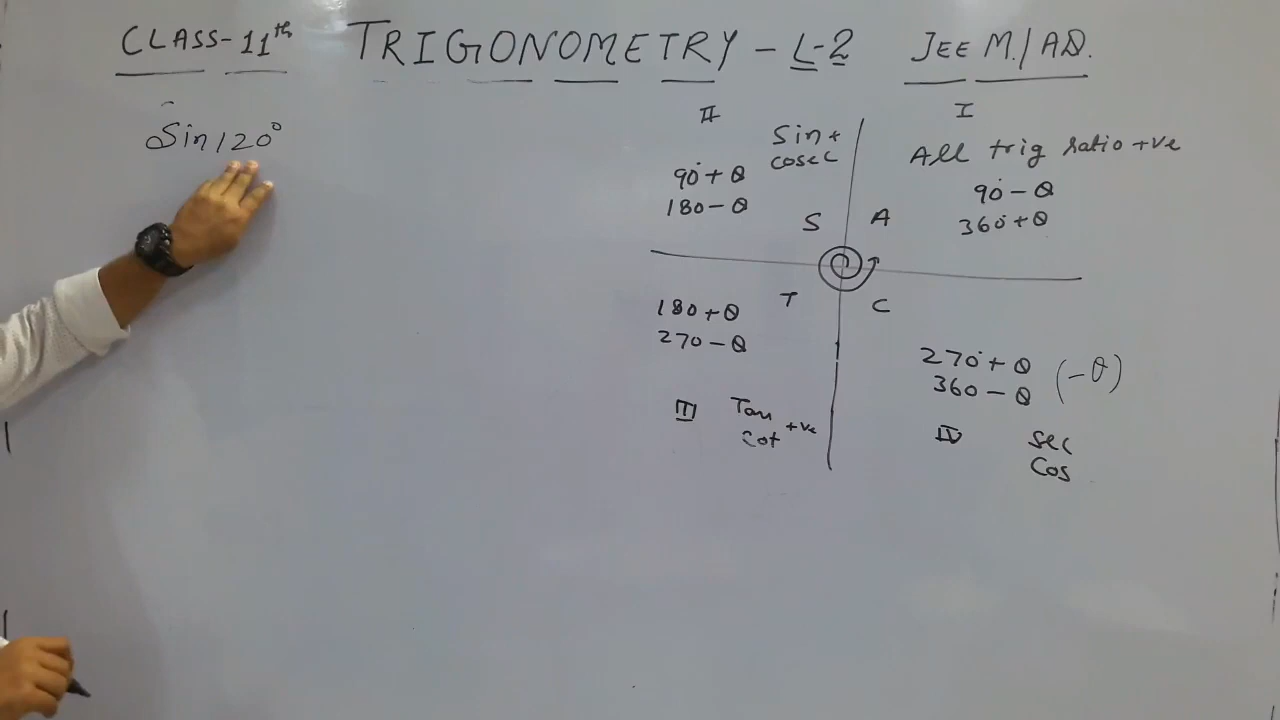 CLASS-11th TRIGONOMETRY - L-2 JEE M./AD.
Sin 120°
II
Sin +
cosec
90°+θ
180-θ
S
I
All trig ratio +ve
90°-θ
360°+θ
A
180+θ
270-θ
T
III
Tan
Cot +ve
C
270°+θ
360-θ (-θ)
IV
Sec
Cos